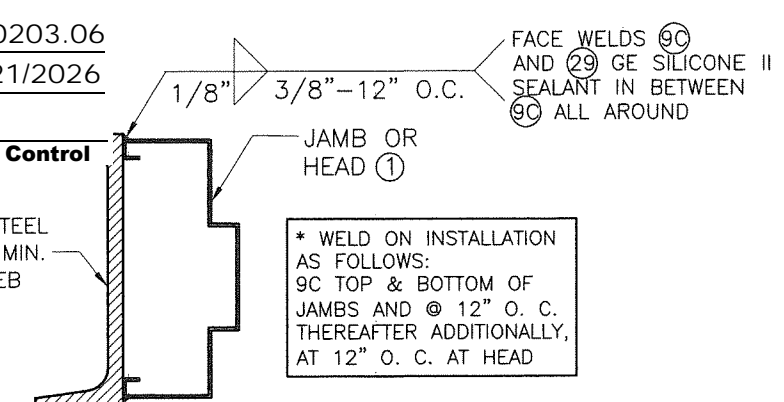 0203.06
21/2026
Control
1/8" 3/8"–12" O.C.
FACE WELDS 9C
AND 29 GE SILICONE II
SEALANT IN BETWEEN
9C ALL AROUND
JAMB OR
HEAD 1
TEEL
MIN.
EB
* WELD ON INSTALLATION
AS FOLLOWS:
9C TOP & BOTTOM OF
JAMBS AND @ 12" O. C.
THEREAFTER ADDITIONALLY,
AT 12" O. C. AT HEAD